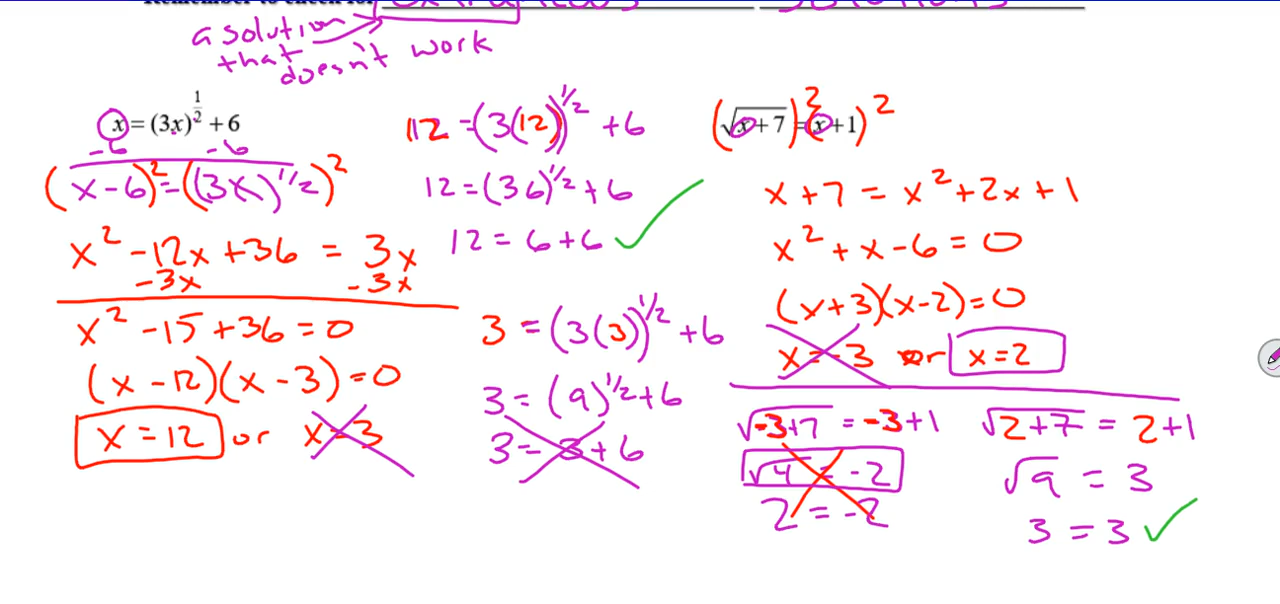 a solution
that doesn't work
x = (3x)^{1/2} + 6
-6 -6
(x-6)^2 = ((3x)^{1/2})^2
x^2 -12x +36 = 3x
-3x -3x
x^2 -15 +36 = 0
(x-12)(x-3)=0
x=12 or x=3
12 = (3(12))^{1/2} +6
12 = (36)^{1/2} +6
12 = 6+6 ✓
3 = (3(3))^{1/2} +6
3 = (9)^{1/2} +6
3 = 3+6
(√(x+7))^2 = (x+1)^2
x+7 = x^2+2x+1
x^2+x-6=0
(x+3)(x-2)=0
x=-3 or x=2
√(-3+7) = -3+1
√4 = -2
2 = -2
√(2+7) = 2+1
√9 = 3
3 = 3 ✓